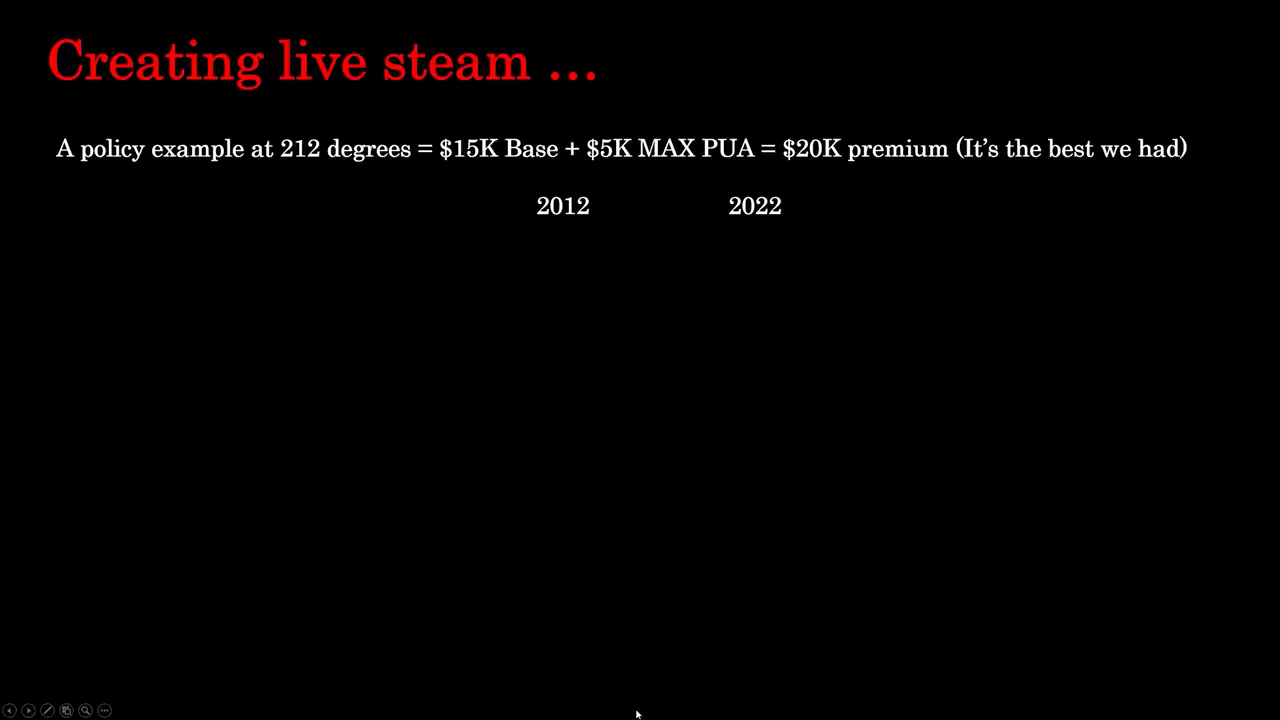 Creating live steam ...
A policy example at 212 degrees = $15K Base + $5K MAX PUA = $20K premium (It’s the best we had)
2012 2022